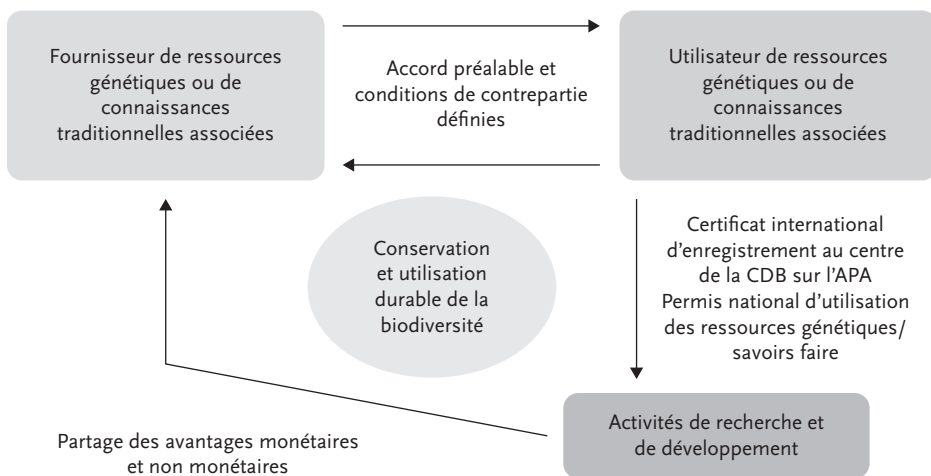 Fournisseur de ressources
génétiques ou de
connaissances
traditionnelles associées
Accord préalable et
conditions de contrepartie
définies
Utilisateur de ressources
génétiques ou de
connaissances
traditionnelles associées
Conservation
et utilisation
durable de la
biodiversité
Certificat international
d’enregistrement au centre
de la CDB sur l’APA
Permis national d’utilisation
des ressources génétiques/
savoirs faire
Activités de recherche et
de développement
Partage des avantages monétaires
et non monétaires